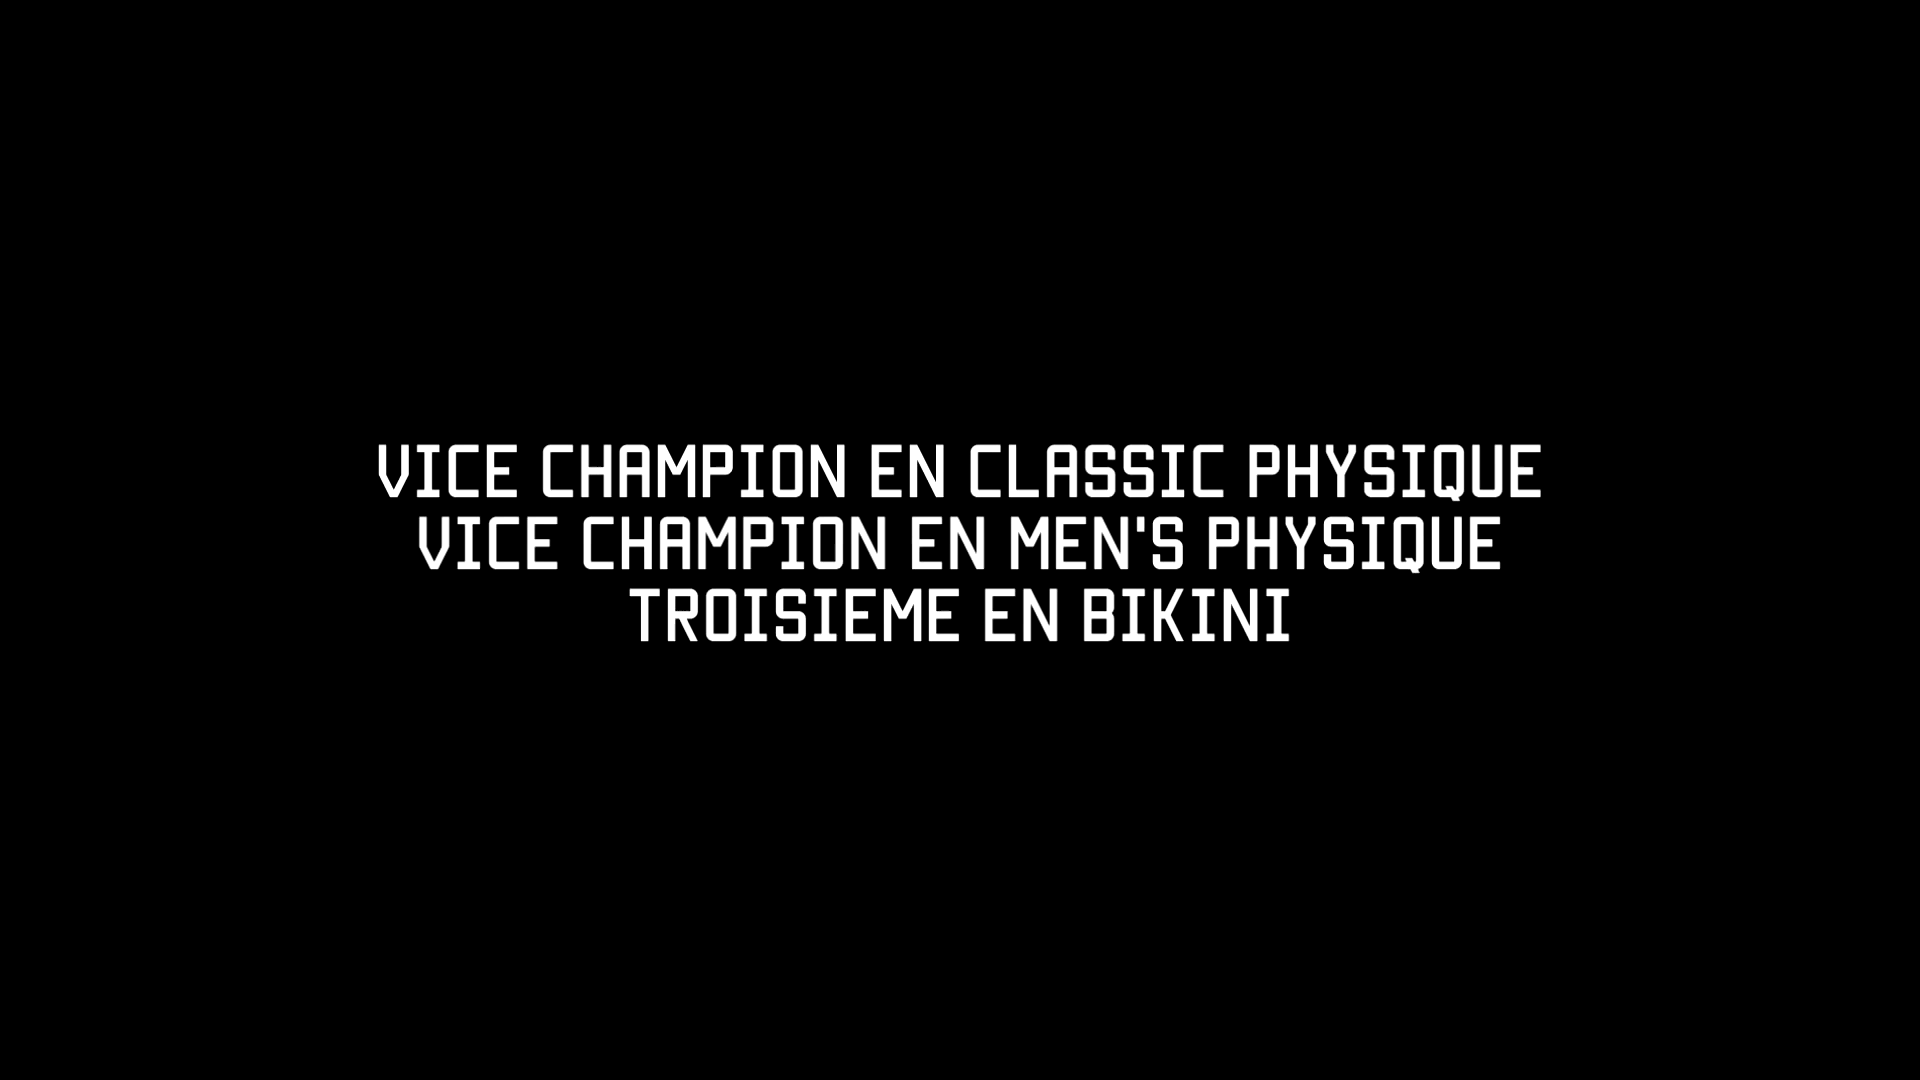 VICE CHAMPION EN CLASSIC PHYSIQUE
VICE CHAMPION EN MEN'S PHYSIQUE
TROISIEME EN BIKINI